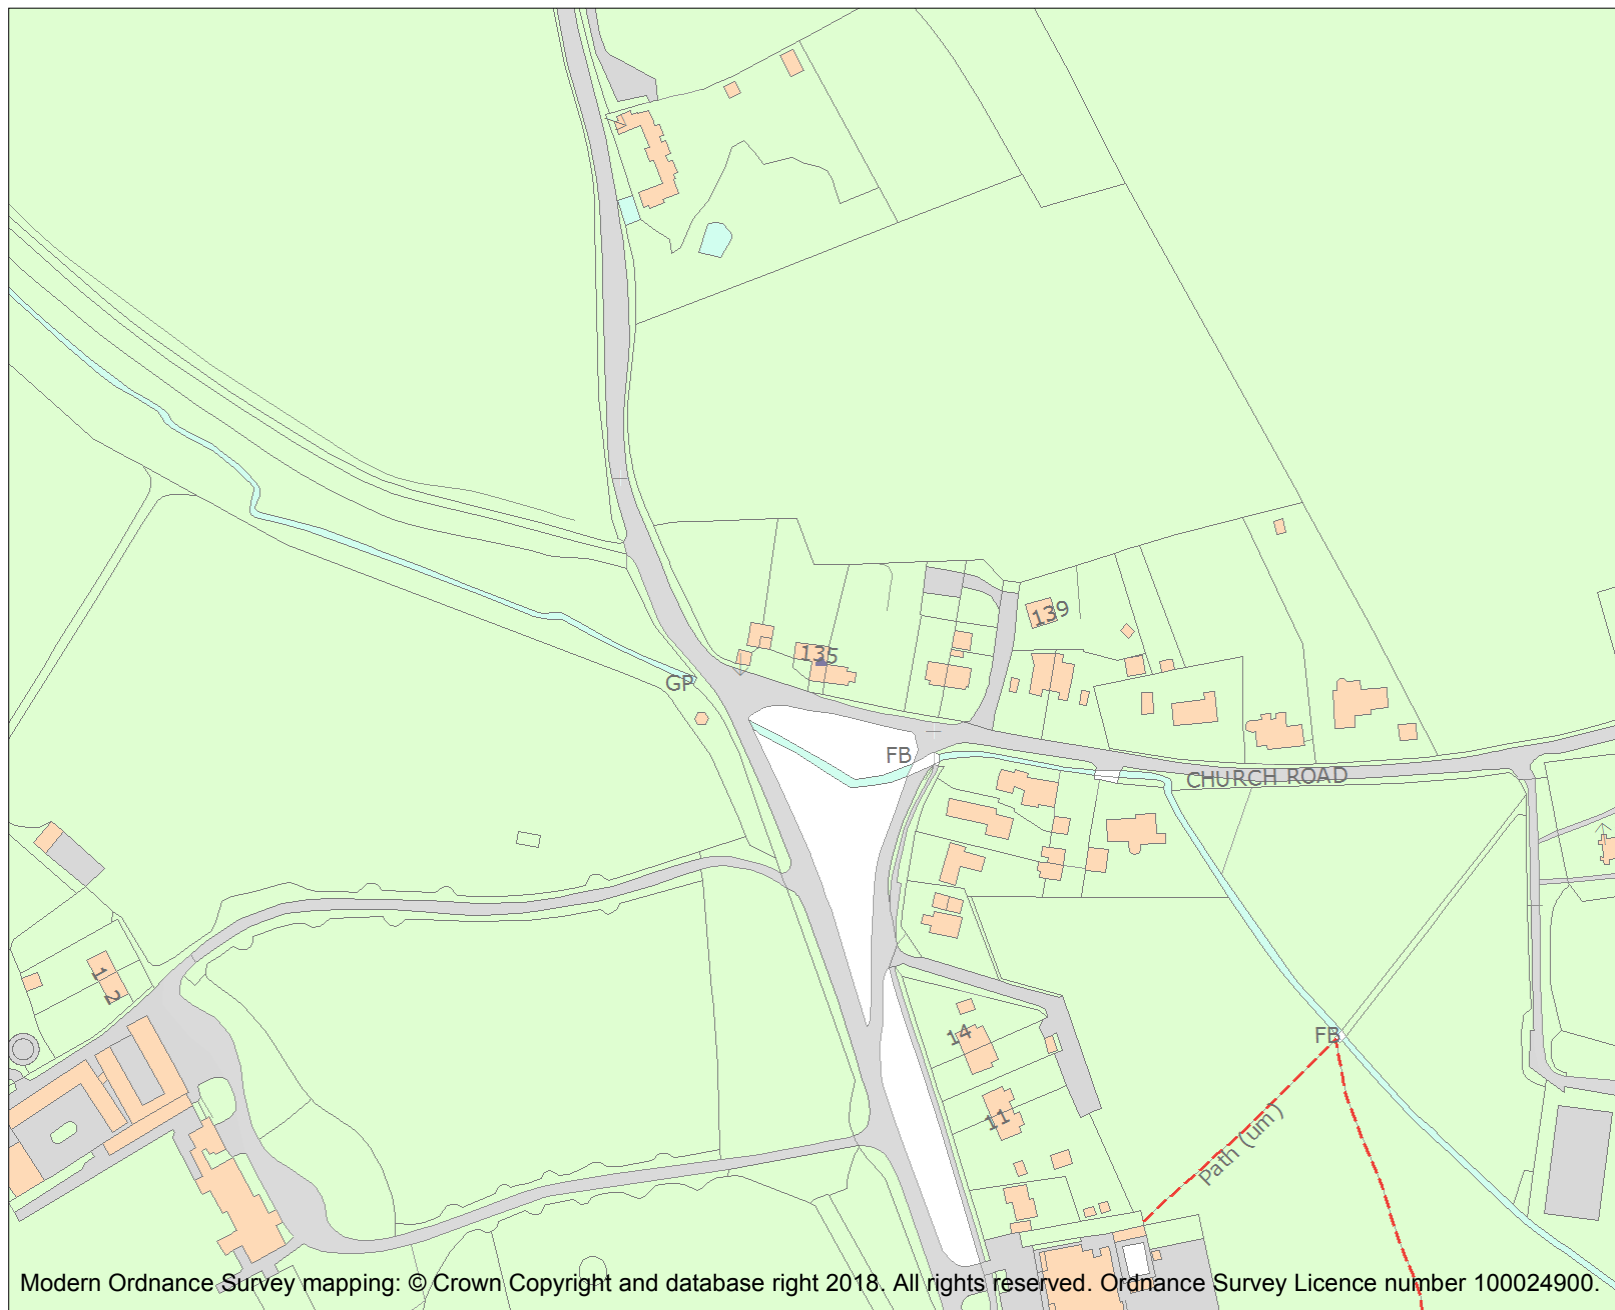 139
135
GP
FB
CHURCH ROAD
1
2
14
FB
11
Path (um)
Modern Ordnance Survey mapping: © Crown Copyright and database right 2018. All rights reserved. Ordnance Survey Licence number 100024900.